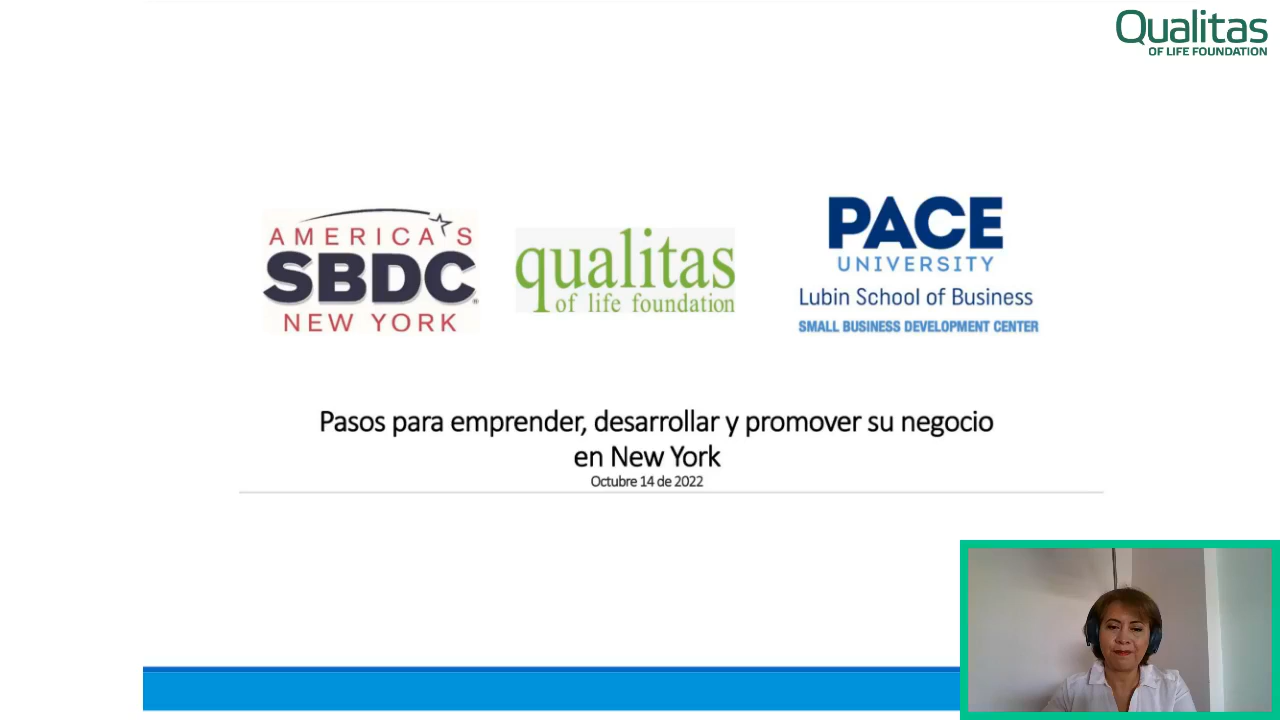 Qualitas
OF LIFE FOUNDATION
AMERICA'S
SBDC
NEW YORK
qualitas
of life foundation
PACE
UNIVERSITY
Lubin School of Business
SMALL BUSINESS DEVELOPMENT CENTER
Pasos para emprender, desarrollar y promover su negocio
en New York
Octubre 14 de 2022